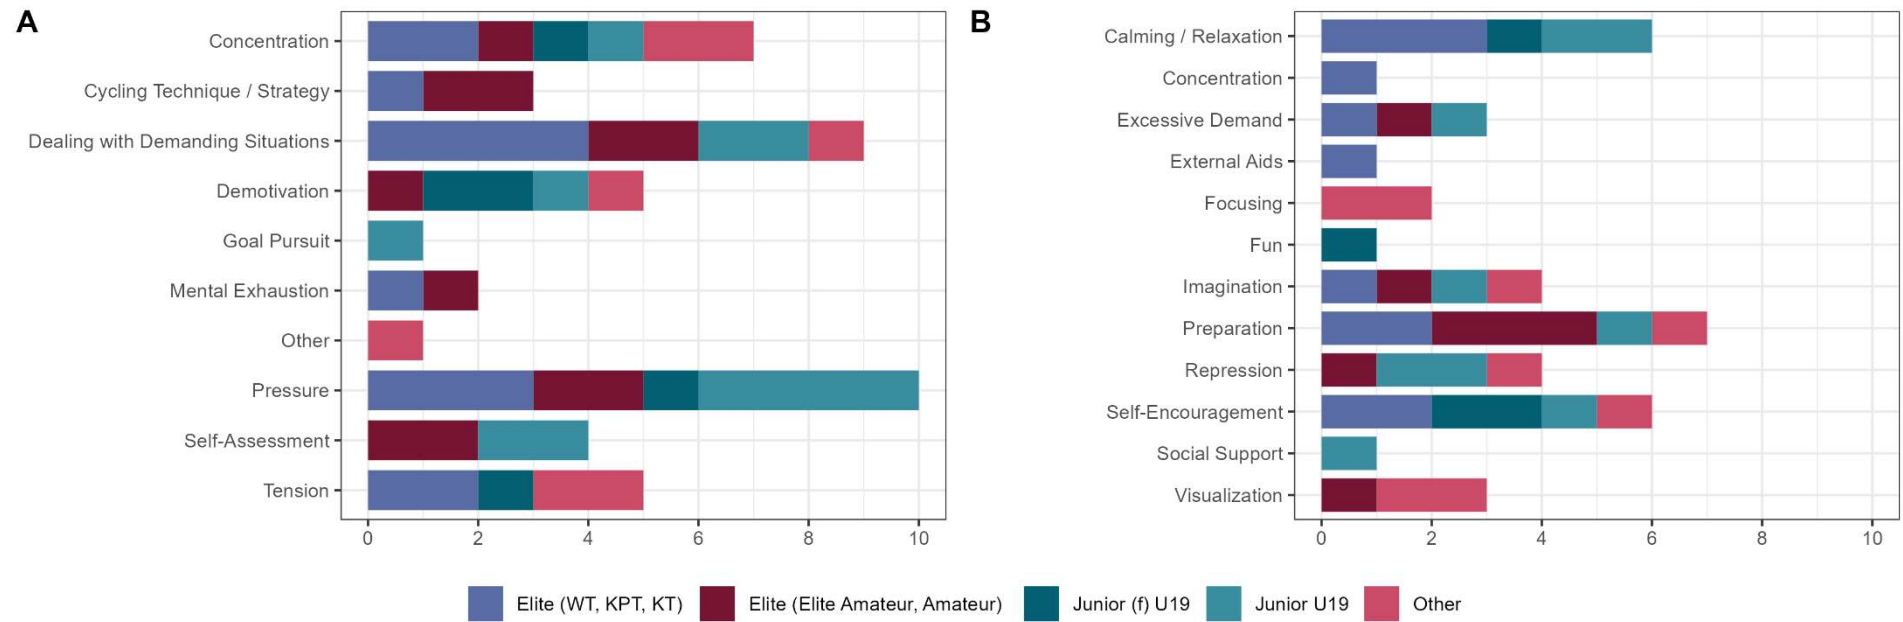 A
Concentration
Cycling Technique / Strategy
Dealing with Demanding Situations
Demotivation
Goal Pursuit
Mental Exhaustion
Other
Pressure
Self-Assessment
Tension
0 2 4 6 8 10
B
Calming / Relaxation
Concentration
Excessive Demand
External Aids
Focusing
Fun
Imagination
Preparation
Repression
Self-Encouragement
Social Support
Visualization
0 2 4 6 8 10
Elite (WT, KPT, KT) Elite (Elite Amateur, Amateur) Junior (f) U19 Junior U19 Other